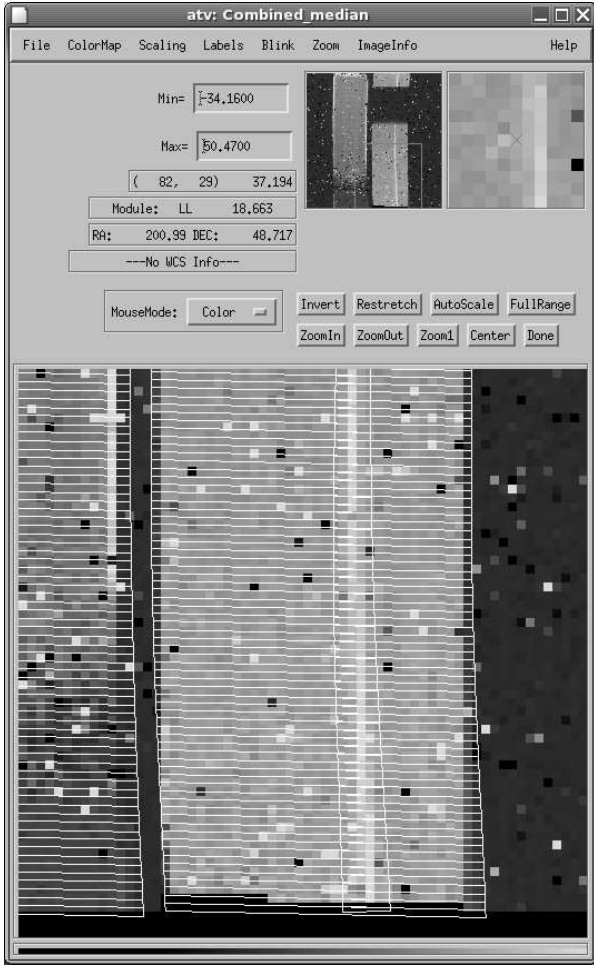 atv: Combined_median
File ColorMap Scaling Labels Blink Zoom ImageInfo Help
Min= -34.1600
Max= 50.4700
( 82, 29) 37.194
Module: LL 18.663
RA: 200.99 DEC: 48.717
---No WCS Info---
MouseMode: Color
Invert Restretch AutoScale FullRange
ZoomIn ZoomOut Zoom1 Center Done